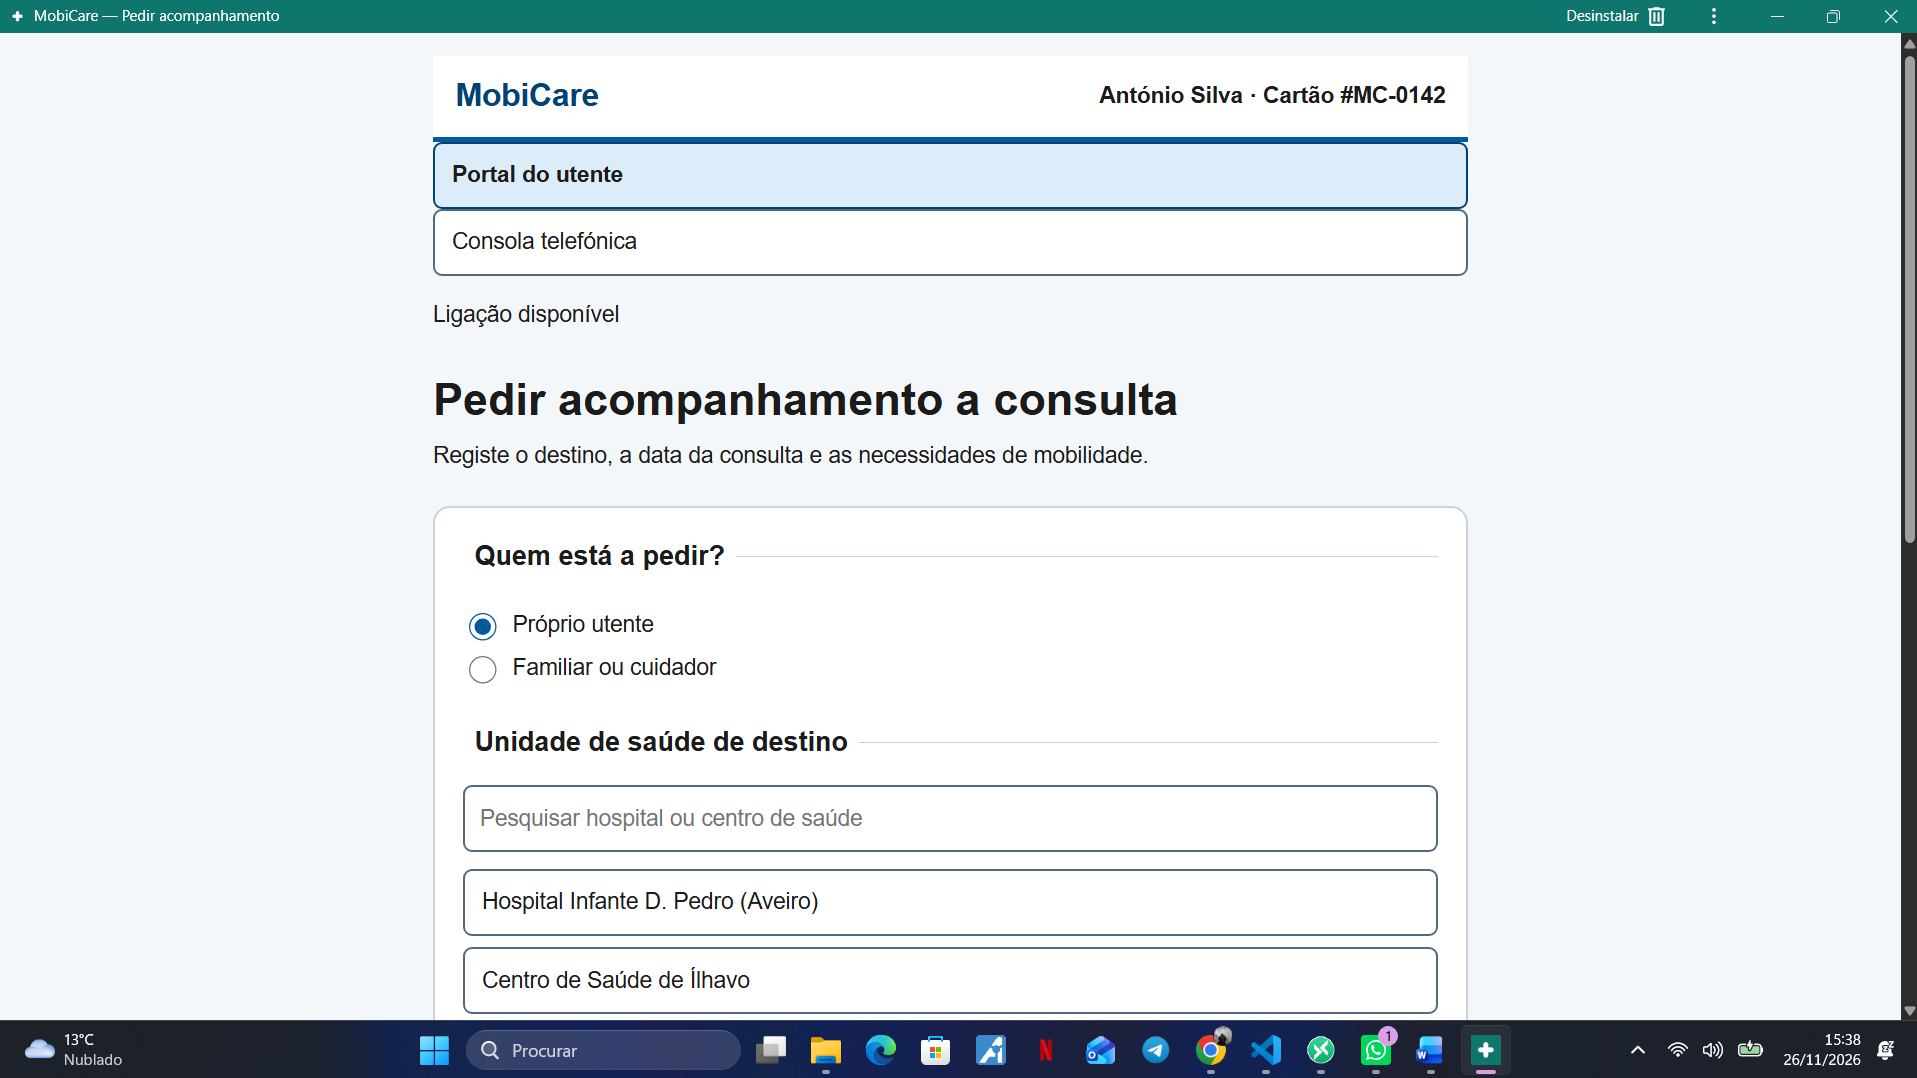 MobiCare — Pedir acompanhamento
Desinstalar
MobiCare
António Silva · Cartão #MC-0142
Portal do utente
Consola telefónica
Ligação disponível
Pedir acompanhamento a consulta
Registe o destino, a data da consulta e as necessidades de mobilidade.
Quem está a pedir?
Próprio utente
Familiar ou cuidador
Unidade de saúde de destino
Pesquisar hospital ou centro de saúde
Hospital Infante D. Pedro (Aveiro)
Centro de Saúde de Ílhavo
13°C
Nublado
Procurar
1
15:38
26/11/2026